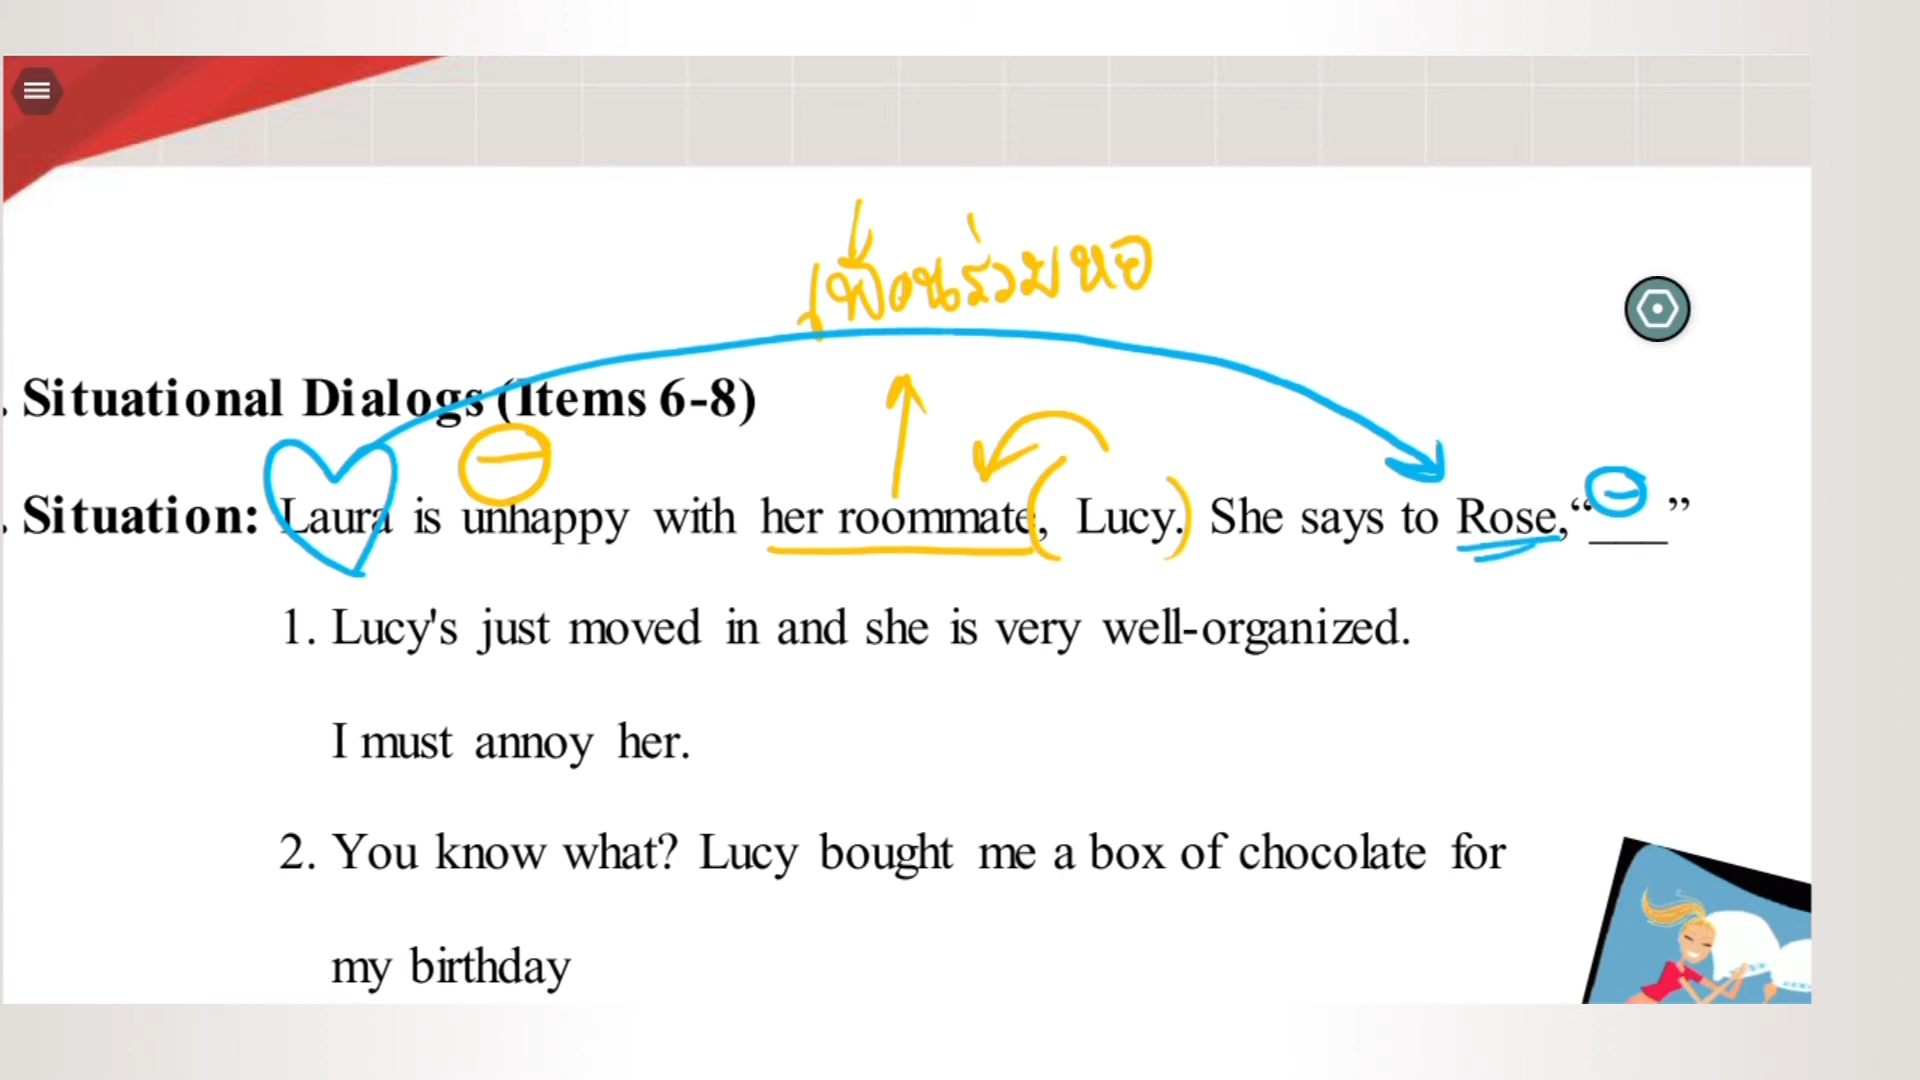 เพื่อนร่วมหอ
. Situational Dialogs (Items 6-8)
. Situation: Laura is unhappy with her roommate, (Lucy.) She says to Rose,“___”
1. Lucy's just moved in and she is very well-organized.
I must annoy her.
2. You know what? Lucy bought me a box of chocolate for
my birthday